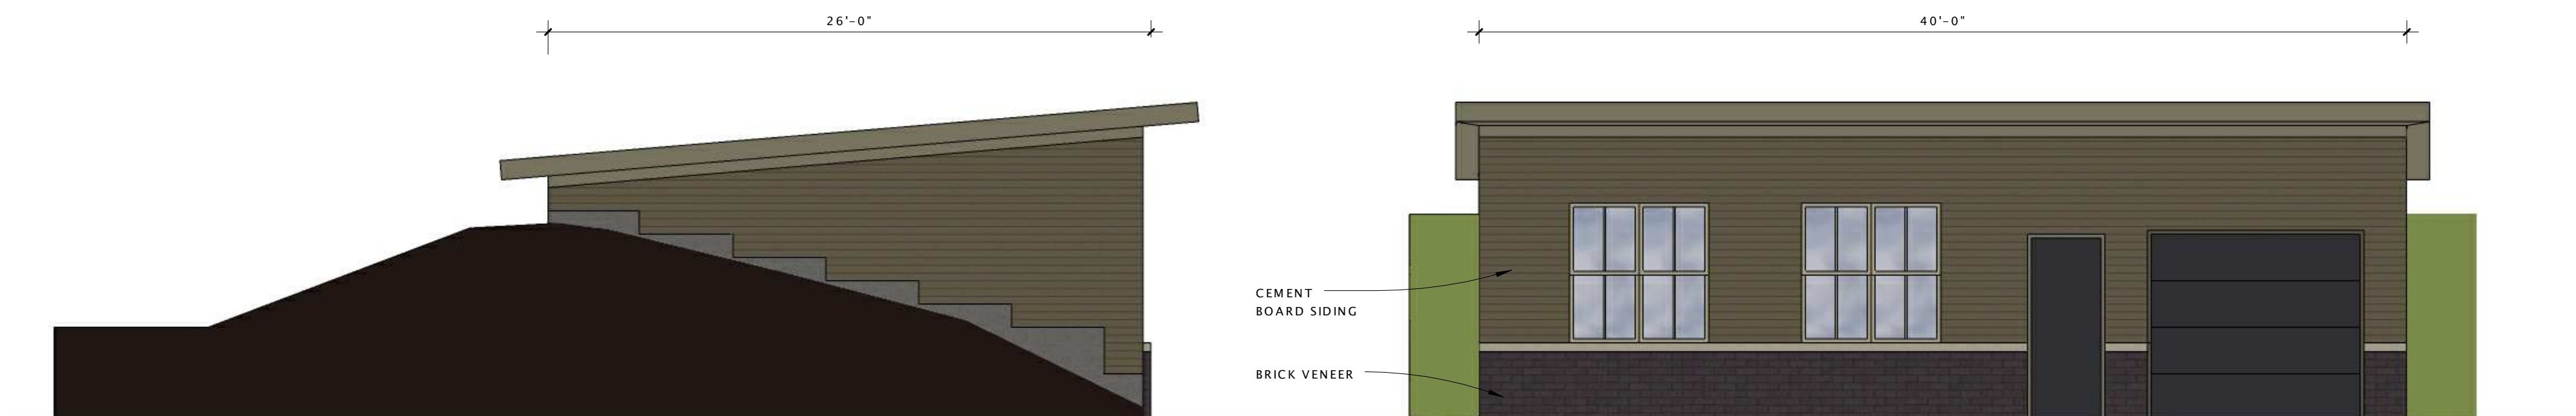 26'-0"
40'-0"
CEMENT
BOARD SIDING
BRICK VENEER